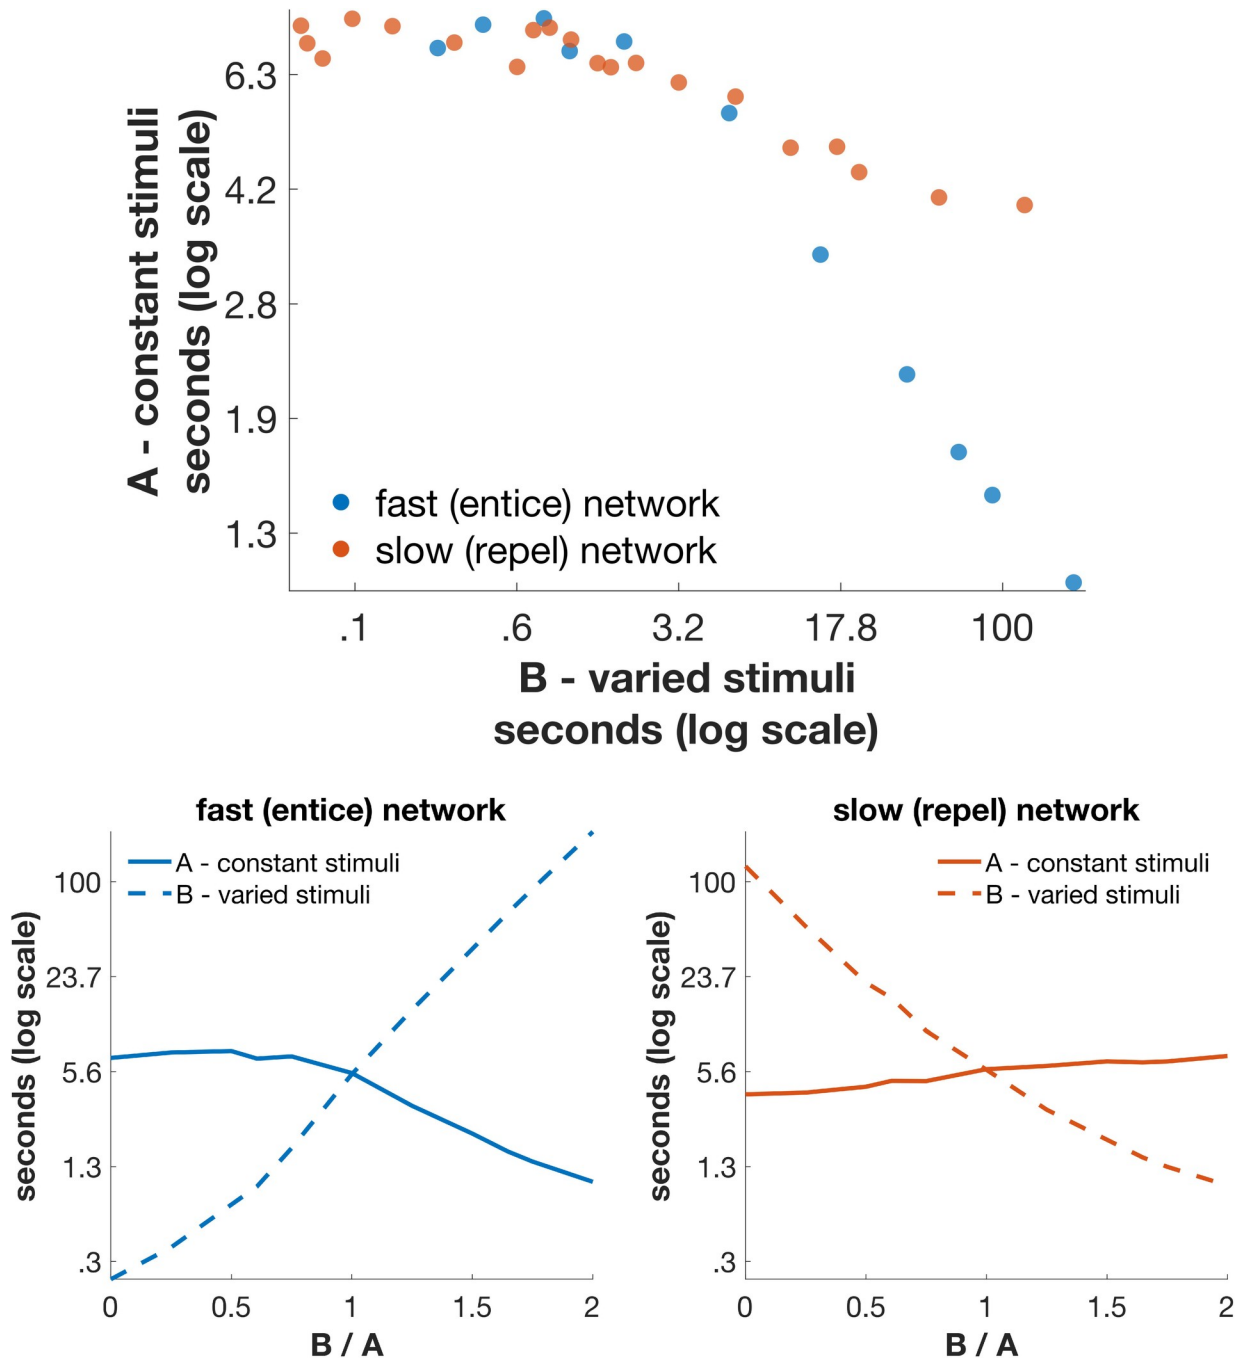 A - constant stimuli
seconds (log scale)
6.3
4.2
2.8
1.9
1.3
fast (entice) network
slow (repel) network
.1 .6 3.2 17.8 100
B - varied stimuli
seconds (log scale)
fast (entice) network
A - constant stimuli
B - varied stimuli
seconds (log scale)
100
23.7
5.6
1.3
.3
0 0.5 1 1.5 2
B / A
slow (repel) network
A - constant stimuli
B - varied stimuli
seconds (log scale)
100
23.7
5.6
1.3
.3
0 0.5 1 1.5 2
B / A